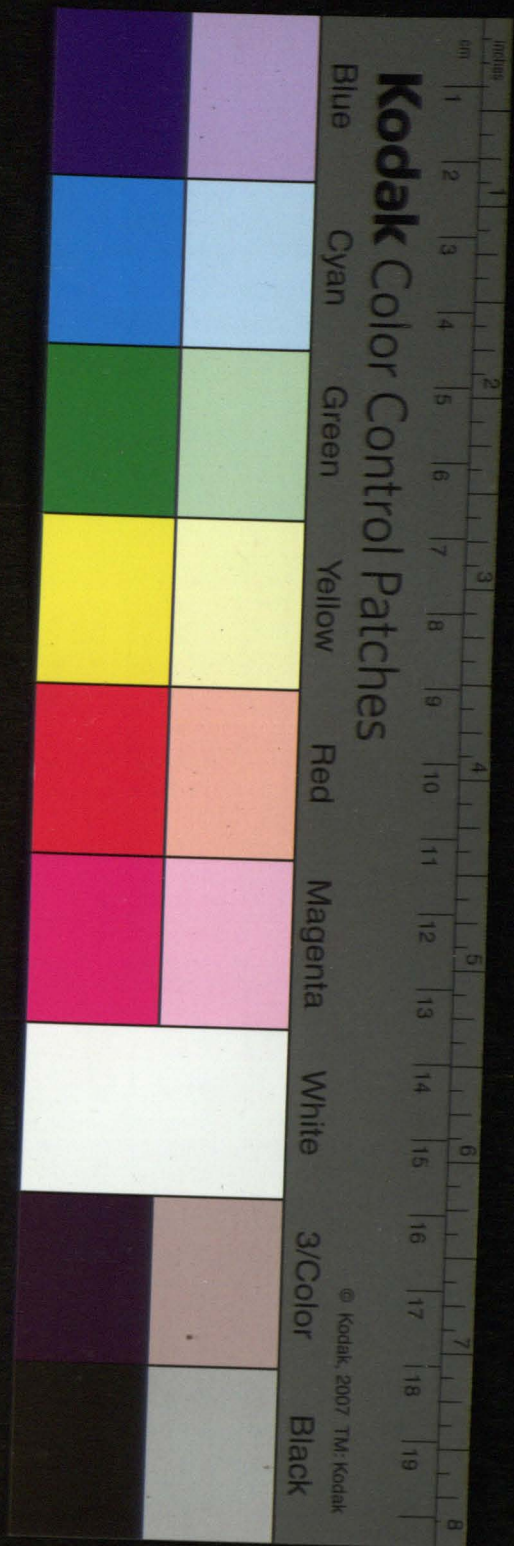 inches
cm
1 2 3 4 5 6 7 8
1 2 3 4 5 6 7 8 9 10 11 12 13 14 15 16 17 18 19
Kodak Color Control Patches
© Kodak, 2007 TM: Kodak
Blue Cyan Green Yellow Red Magenta White 3/Color Black